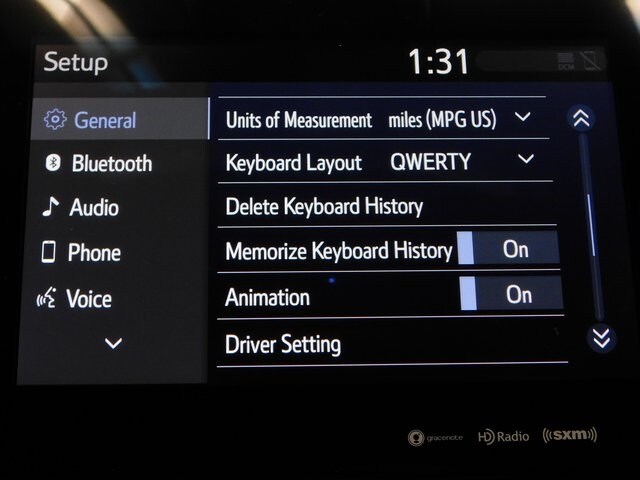 Setup 1:31
DCM
General
Bluetooth
Audio
Phone
Voice
Units of Measurement miles (MPG US)
Keyboard Layout QWERTY
Delete Keyboard History
Memorize Keyboard History On
Animation On
Driver Setting
gracenote HD Radio ((SXM))